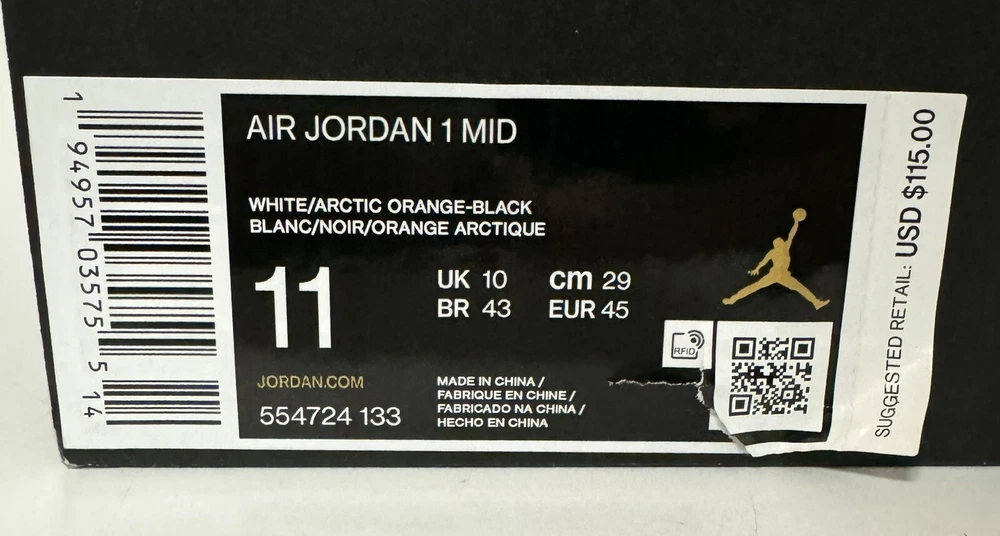 AIR JORDAN 1 MID
WHITE/ARCTIC ORANGE-BLACK
BLANC/NOIR/ORANGE ARCTIQUE
11
UK 10 cm 29
BR 43 EUR 45
JORDAN.COM
554724 133
MADE IN CHINA /
FABRIQUE EN CHINE /
FABRICADO NA CHINA /
HECHO EN CHINA
RFID
1 94957 03575 5 14
SUGGESTED RETAIL: USD $115.00